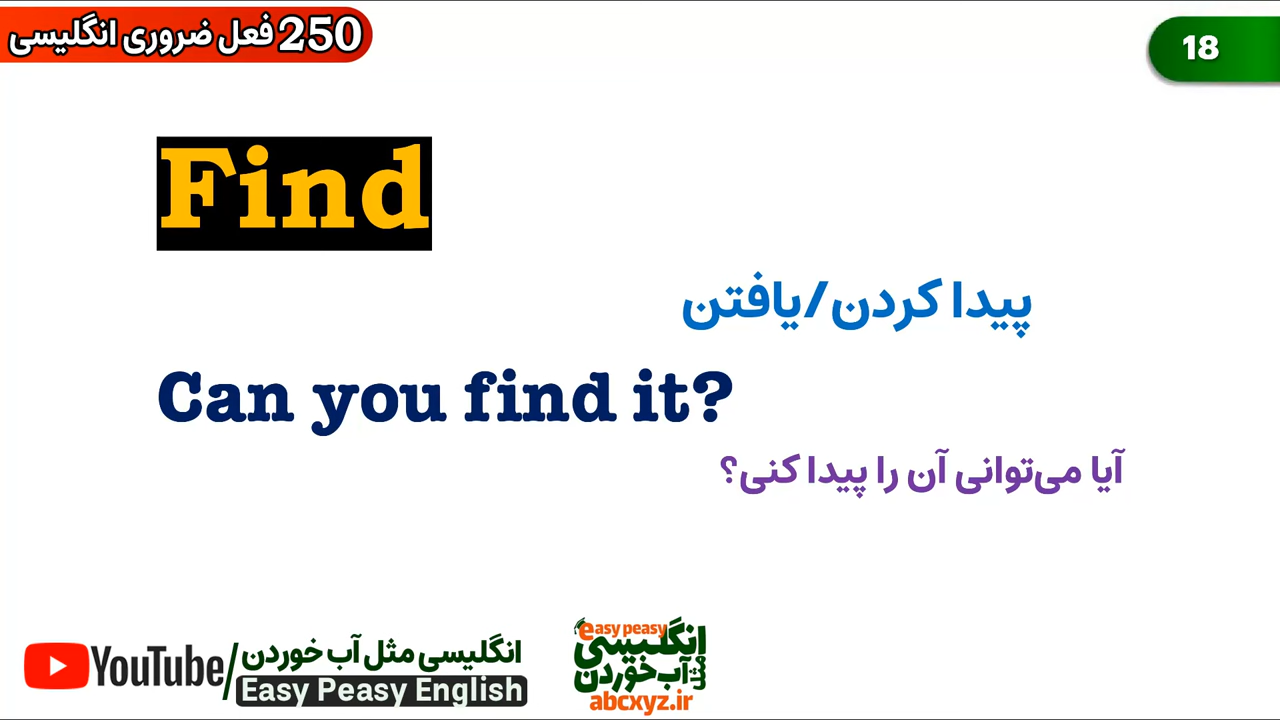 250 فعل ضروری انگلیسی
18
Find
پیدا کردن/یافتن
Can you find it?
آیا می‌توانی آن را پیدا کنی؟
YouTube/انگلیسی مثل آب خوردن
Easy Peasy English
easy peasy
انگلیسی
مثل آب خوردن
abcxyz.ir